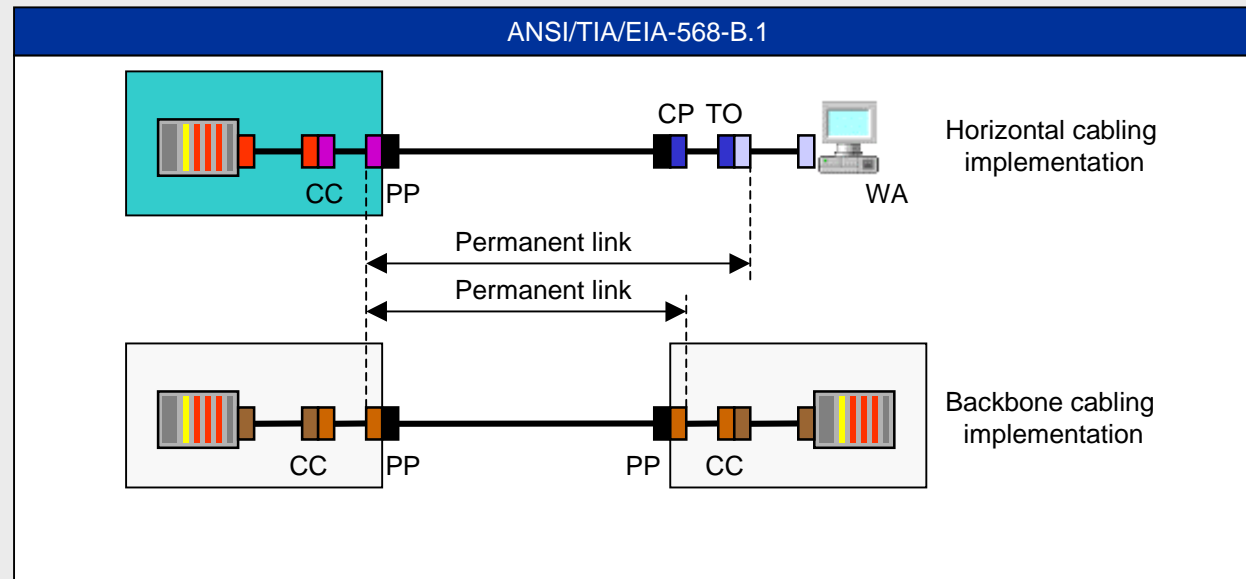 ANSI/TIA/EIA-568-B.1
CP TO
Horizontal cabling
implementation
CC PP
WA
Permanent link
Permanent link
Backbone cabling
implementation
CC PP PP CC